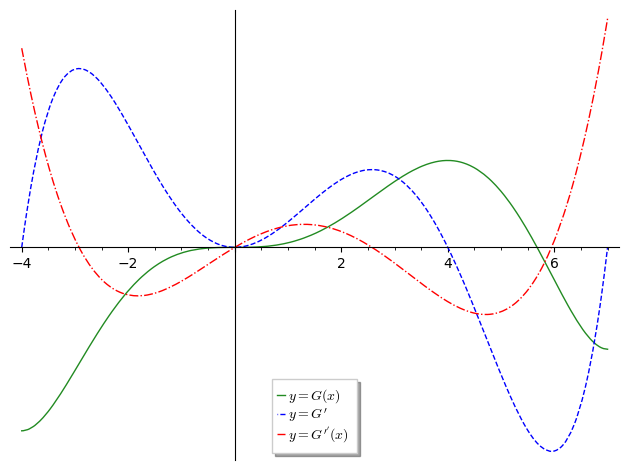 −4 −2 2 4 6
y = G(x)
y = G′
y = G′′(x)